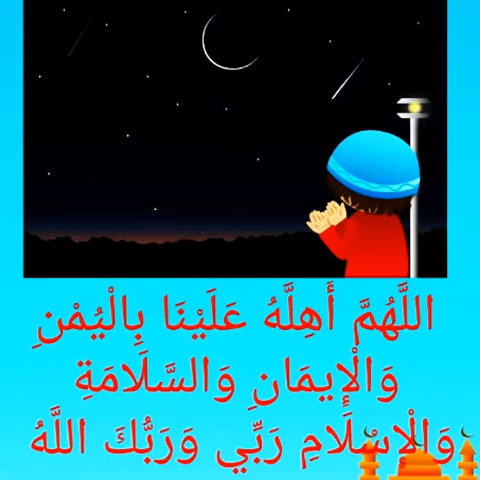 اللَّهُمَّ أَهِلَّهُ عَلَيْنَا بِالْيُمْنِ
وَالْإِيمَانِ وَالسَّلَامَةِ
وَالْإِسْلَامِ رَبِّي وَرَبُّكَ اللَّهُ